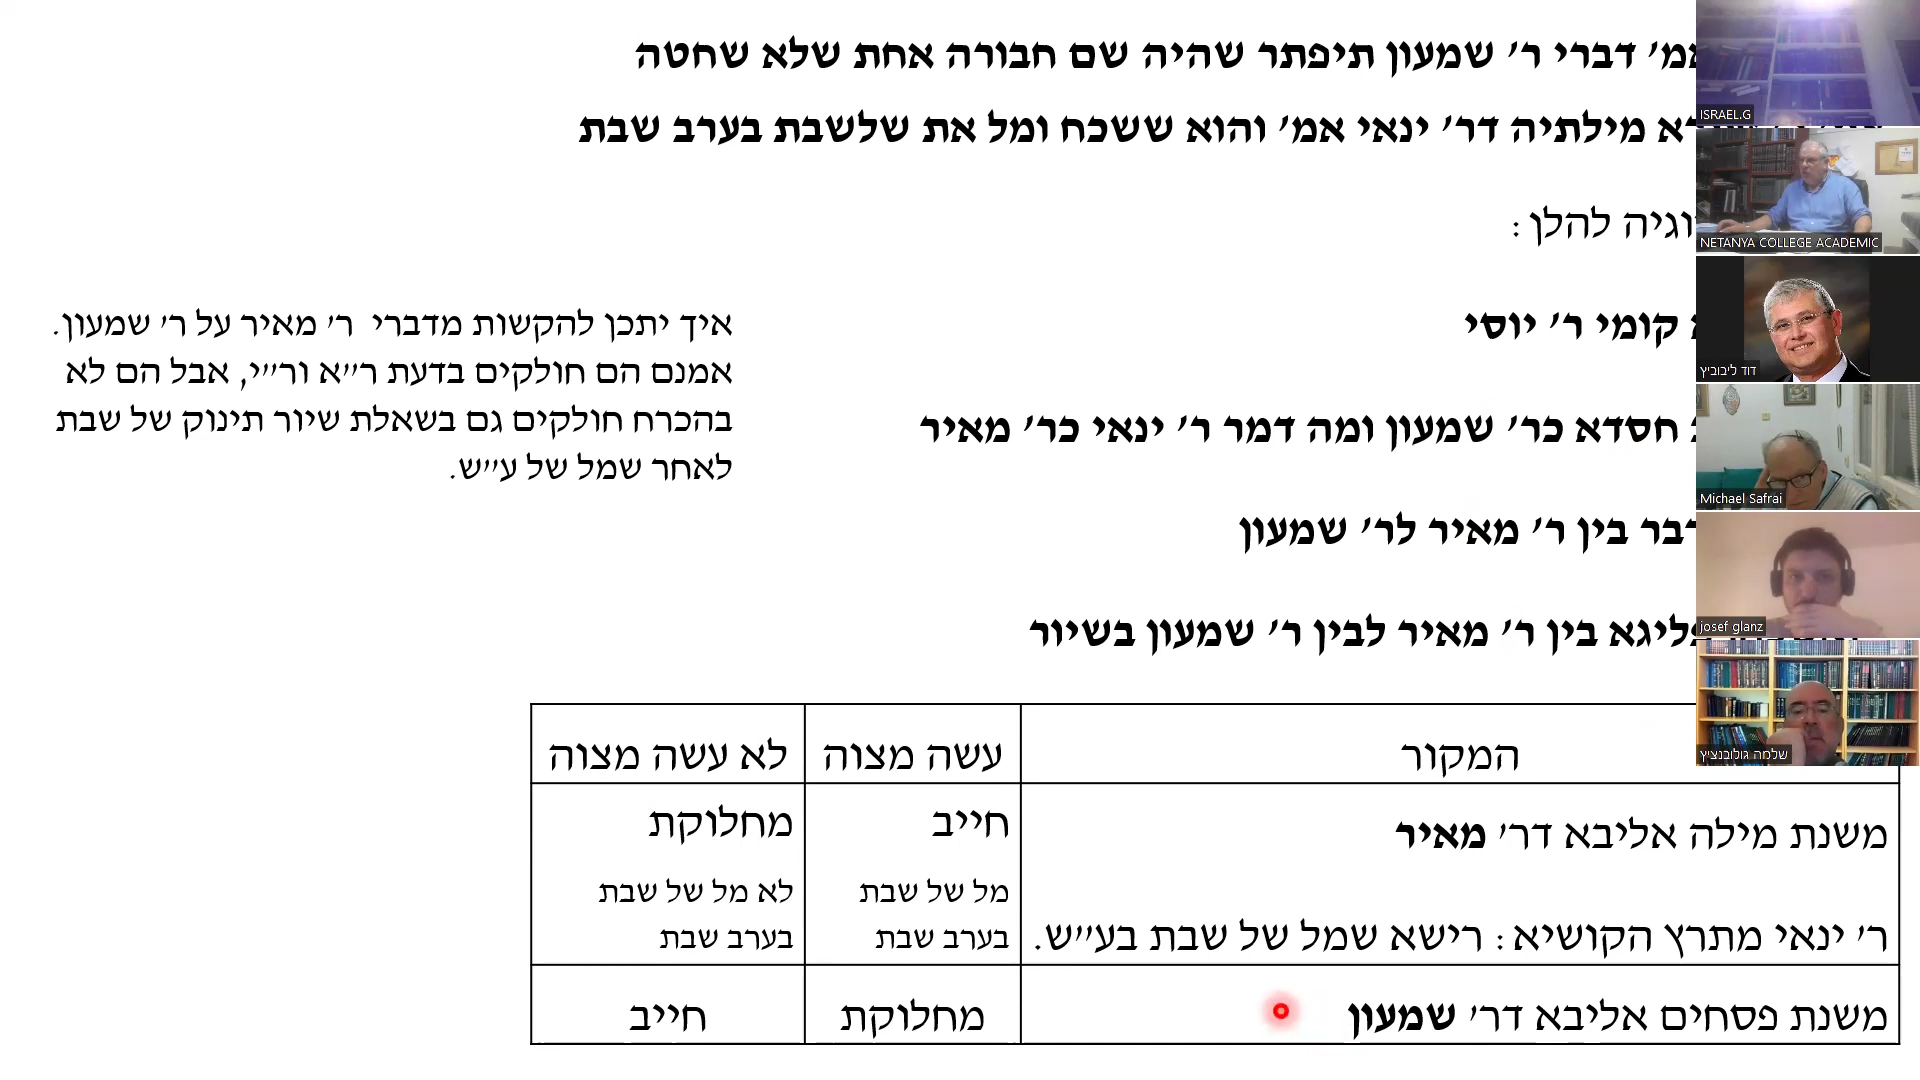 אמ׳ דברי ר׳ שמעון תיפתר שהיה שם חבורה אחת שלא שחטה
מילתיה דר׳ ינאי אמ׳ והוא ששכח ומל את שלשבת בערב שבת
להלן:
קומי ר׳ יוסי
חסדא כר׳ שמעון ומה דמר ר׳ ינאי כר׳ מאיר
בין ר׳ מאיר לר׳ שמעון
בין ר׳ מאיר לבין ר׳ שמעון בשיור
איך יתכן להקשות מדברי ר׳ מאיר על ר׳ שמעון.
אמנם הם חולקים בדעת ר״א ור״י, אבל הם לא
בהכרח חולקים גם בשאלת שיור תינוק של שבת
לאחר שמל של ע״ש.
המקור עשה מצוה לא עשה מצוה
משנת מילה אליבא דר׳ מאיר חייב מחלוקת
מל של שבת לא מל של שבת
ר׳ ינאי מתרץ הקושיא: רישא שמל של שבת בע״ש. בערב שבת בערב שבת
משנת פסחים אליבא דר׳ שמעון מחלוקת חייב
ISRAEL.G
NETANYA COLLEGE ACADEMIC
דוד ליבוביץ
Michael Safrai
josef glanz
שלמה גולובנציץ